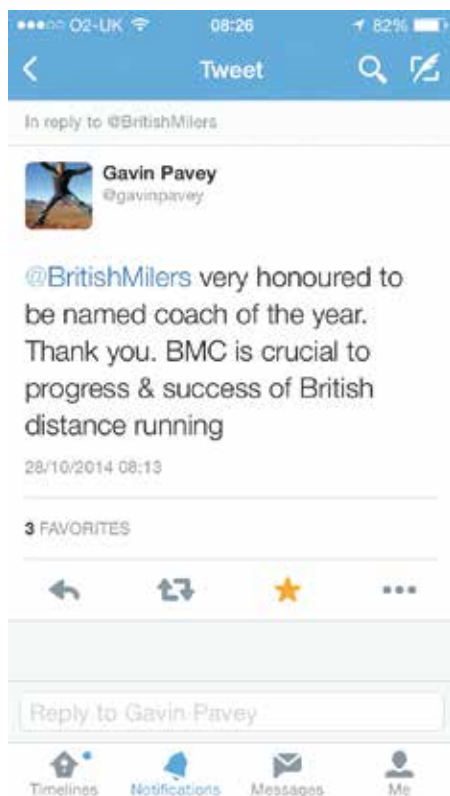 O2-UK 08:26 82%
Tweet
In reply to @BritishMilers
Gavin Pavey
@gavinpavey
@BritishMilers very honoured to
be named coach of the year.
Thank you. BMC is crucial to
progress & success of British
distance running
28/10/2014 08:13
3 FAVORITES
Reply to Gavin Pavey
Timelines Notifications Messages Me